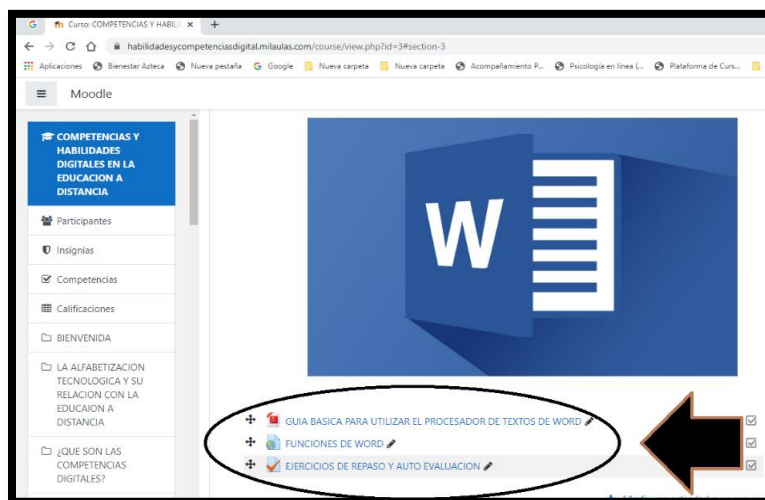 Curso: COMPETENCIAS Y HABILI
habilidadesycompetenciasdigital.milaulas.com/course/view.php?id=3#section-3
Aplicaciones Bienestar Azteca Nueva pestaña Google Nueva carpeta Nueva carpeta Acompañamiento P... Psicología en línea (... Plataforma de Curs...
Moodle
COMPETENCIAS Y
HABILIDADES
DIGITALES EN LA
EDUCACION A
DISTANCIA
Participantes
Insignias
Competencias
Calificaciones
BIENVENIDA
LA ALFABETIZACION
TECNOLOGICA Y SU
RELACION CON LA
EDUCAION A
DISTANCIA
¿QUE SON LAS
COMPETENCIAS
DIGITALES?
W
GUIA BASICA PARA UTILIZAR EL PROCESADOR DE TEXTOS DE WORD
FUNCIONES DE WORD
EJERCICIOS DE REPASO Y AUTO EVALUACION